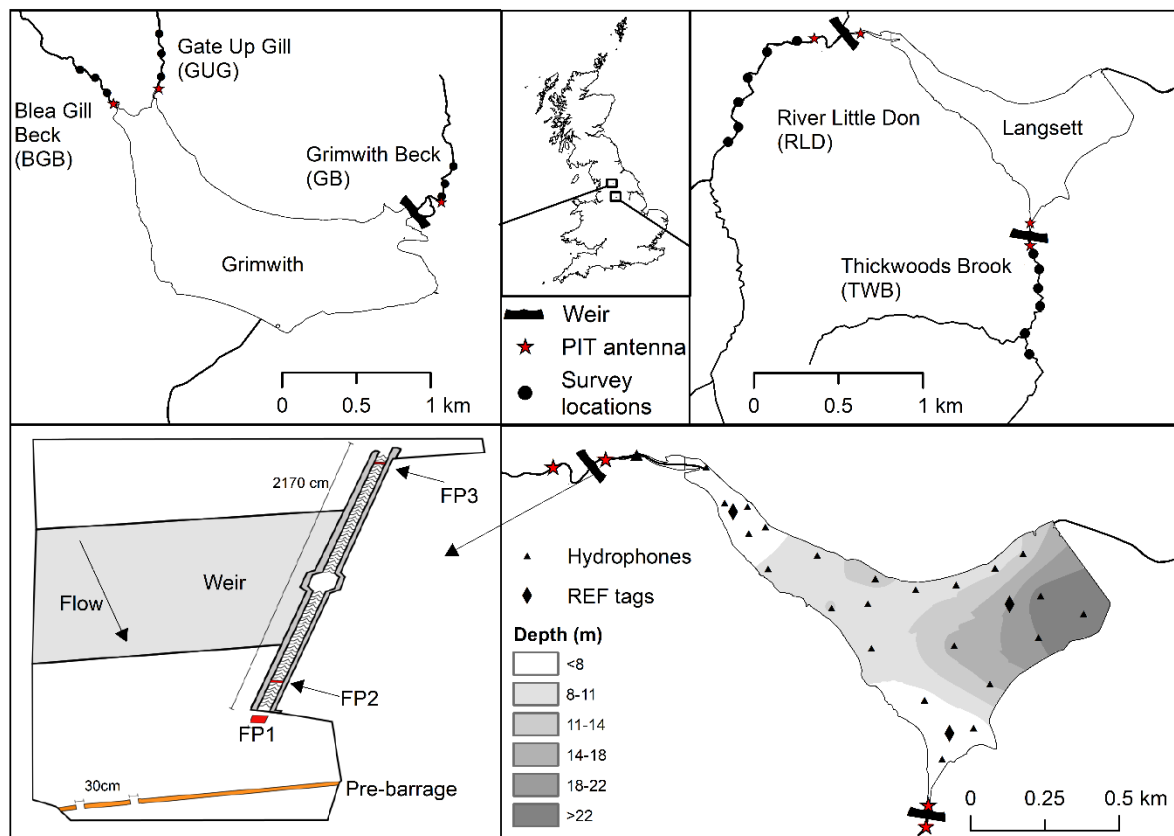 Gate Up Gill
(GUG)
Blea Gill
Beck
(BGB)
Grimwith Beck
(GB)
Grimwith
0 0.5 1 km
Weir
PIT antenna
Survey
locations
River Little Don
(RLD)
Langsett
Thickwoods Brook
(TWB)
0 0.5 1 km
2170 cm
FP3
Weir
Flow
FP2
FP1
30cm
Pre-barrage
Hydrophones
REF tags
Depth (m)
<8
8-11
11-14
14-18
18-22
>22
0 0.25 0.5 km